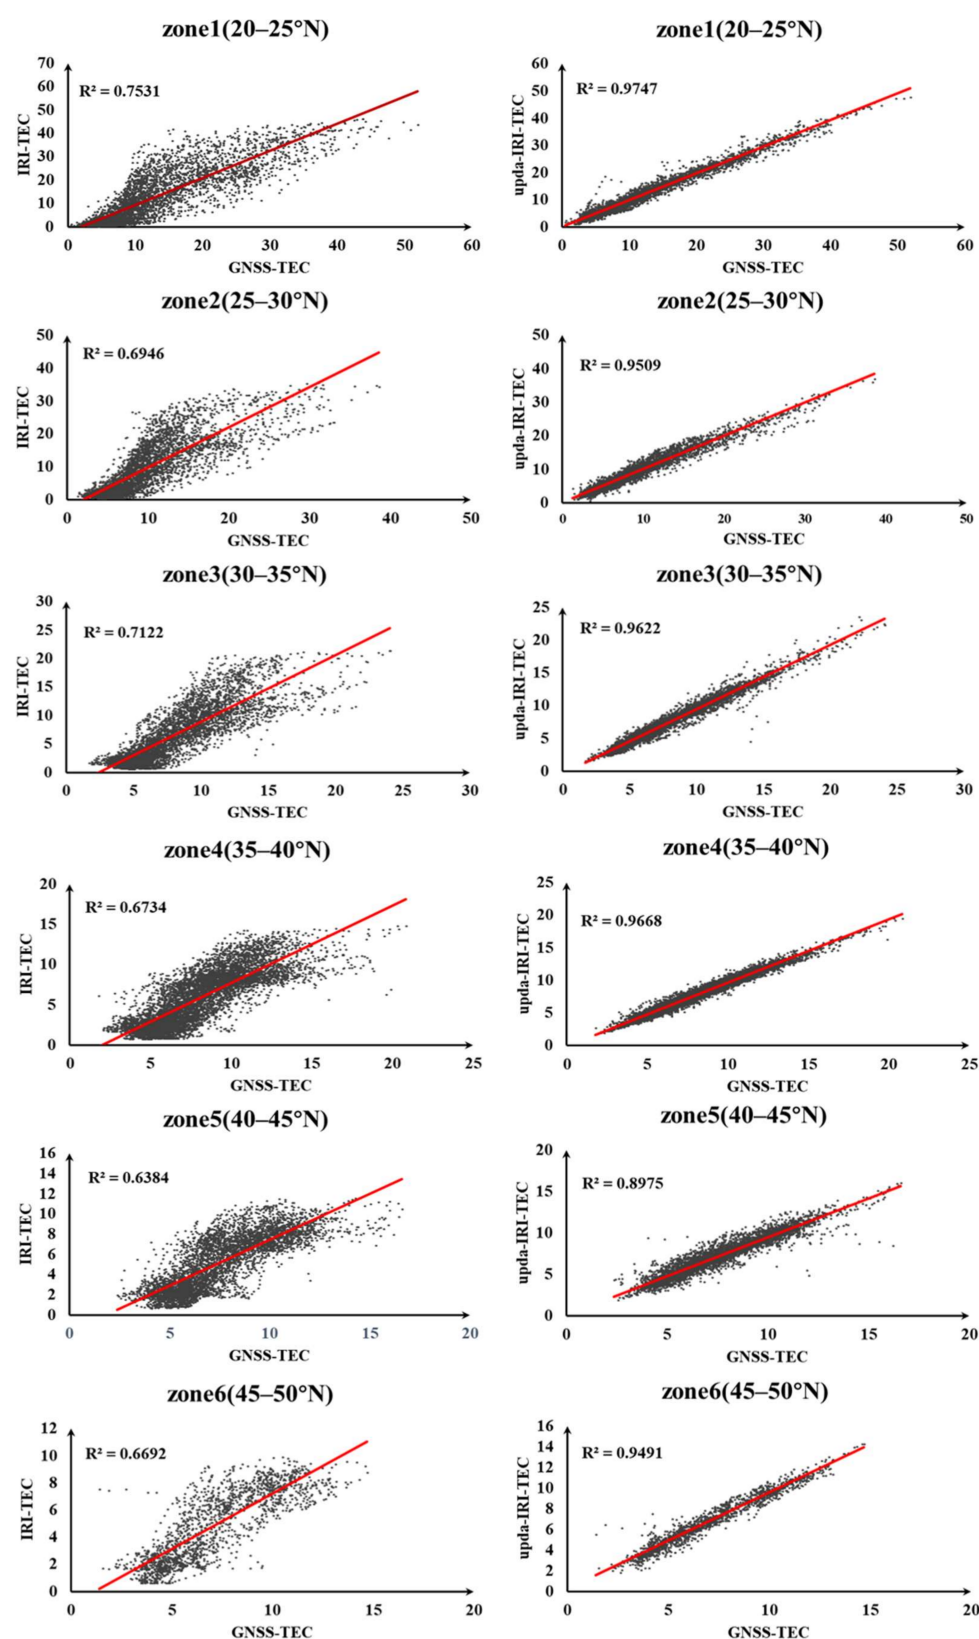 zone1(20–25°N)
70
60
50
40
30
20
10
0
IRI-TEC
R² = 0.7531
0 10 20 30 40 50 60
GNSS-TEC
zone1(20–25°N)
60
50
40
30
20
10
0
upda-IRI-TEC
R² = 0.9747
0 10 20 30 40 50 60
GNSS-TEC
zone2(25–30°N)
50
40
30
20
10
0
IRI-TEC
R² = 0.6946
0 10 20 30 40 50
GNSS-TEC
zone2(25–30°N)
50
40
30
20
10
0
upda-IRI-TEC
R² = 0.9509
0 10 20 30 40 50
GNSS-TEC
zone3(30–35°N)
30
25
20
15
10
5
0
IRI-TEC
R² = 0.7122
0 5 10 15 20 25 30
GNSS-TEC
zone3(30–35°N)
25
20
15
10
5
0
upda-IRI-TEC
R² = 0.9622
0 5 10 15 20 25 30
GNSS-TEC
zone4(35–40°N)
20
15
10
5
0
IRI-TEC
R² = 0.6734
0 5 10 15 20 25
GNSS-TEC
zone4(35–40°N)
25
20
15
10
5
0
upda-IRI-TEC
R² = 0.9668
0 5 10 15 20 25
GNSS-TEC
zone5(40–45°N)
16
14
12
10
8
6
4
2
0
IRI-TEC
R² = 0.6384
0 5 10 15 20
GNSS-TEC
zone5(40–45°N)
20
15
10
5
0
upda-IRI-TEC
R² = 0.8975
0 5 10 15 20
GNSS-TEC
zone6(45–50°N)
12
10
8
6
4
2
0
IRI-TEC
R² = 0.6692
0 5 10 15 20
GNSS-TEC
zone6(45–50°N)
16
14
12
10
8
6
4
2
0
upda-IRI-TEC
R² = 0.9491
0 5 10 15 20
GNSS-TEC